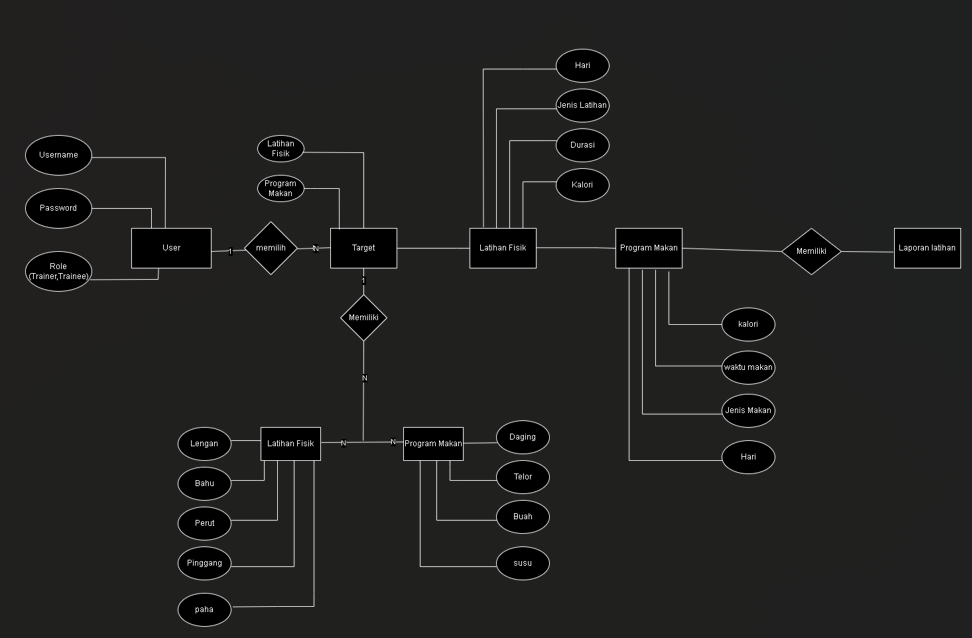 Hari
Jenis Latihan
Durasi
Kalori
Username
Password
Role
(Trainer,Trainee)
Latihan
Fisik
Program
Makan
User
1
memilih
N
Target
Latihan Fisik
Program Makan
Memiliki
Laporan latihan
1
Memiliki
N
kalori
waktu makan
Jenis Makan
Hari
Lengan
Bahu
Perut
Pinggang
paha
Latihan Fisik
N
N
Program Makan
Daging
Telor
Buah
susu